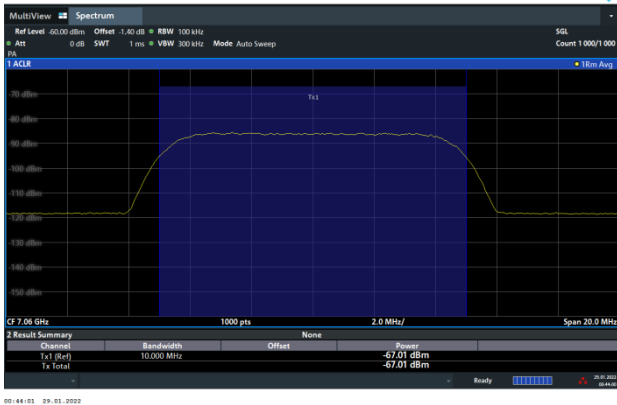 MultiView Spectrum
Ref Level -60.00 dBm Offset -1.40 dB RBW 100 kHz SGL
Att 0 dB SWT 1 ms VBW 300 kHz Mode Auto Sweep Count 1 000/1 000
PA
1 ACLR 1Rm Avg
Tx1
-70 dBm
-80 dBm
-90 dBm
-100 dBm
-110 dBm
-120 dBm
-130 dBm
-140 dBm
-150 dBm
CF 7.06 GHz 1000 pts 2.0 MHz/ Span 20.0 MHz
2 Result Summary None
Channel Bandwidth Offset Power
Tx1 (Ref) 10.000 MHz -67.01 dBm
Tx Total -67.01 dBm
Ready 29.01.2022
00:44:00
00:44:01 29.01.2022